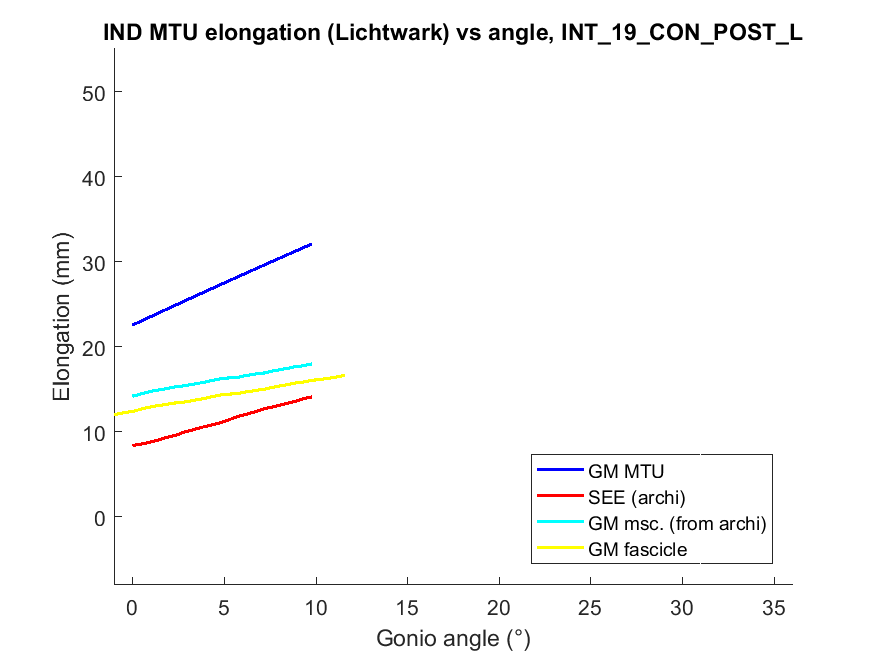 IND MTU elongation (Lichtwark) vs angle, INT_19_CON_POST_L
50
40
30
20
10
0
Elongation (mm)
0 5 10 15 20 25 30 35
Gonio angle (°)
GM MTU
SEE (archi)
GM msc. (from archi)
GM fascicle